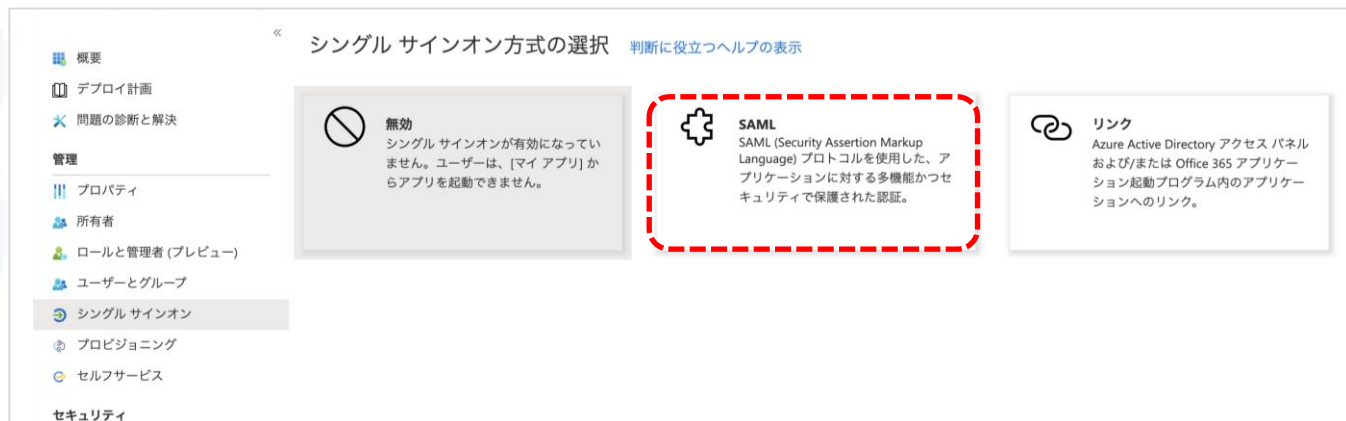 «
概要
デプロイ計画
問題の診断と解決
管理
プロパティ
所有者
ロールと管理者 (プレビュー)
ユーザーとグループ
シングル サインオン
プロビジョニング
セルフサービス
セキュリティ
シングル サインオン方式の選択 判断に役立つヘルプの表示
無効
シングル サインオンが有効になってい
ません。ユーザーは、[マイ アプリ] か
らアプリを起動できません。
SAML
SAML (Security Assertion Markup
Language) プロトコルを使用した、ア
プリケーションに対する多機能かつセ
キュリティで保護された認証。
リンク
Azure Active Directory アクセス パネル
および/または Office 365 アプリケー
ション起動プログラム内のアプリケー
ションへのリンク。